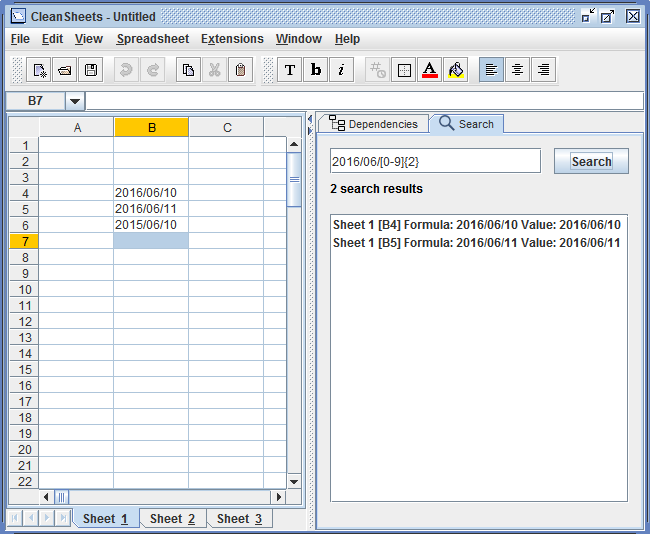 CleanSheets - Untitled
File Edit View Spreadsheet Extensions Window Help
T b i A
B7
Dependencies Search
A B C
1
2
3
4 2016/06/10
5 2016/06/11
6 2015/06/10
7
8
9
10
11
12
13
14
15
16
17
18
19
20
21
22
2016/06/[0-9]{2} Search
2 search results
Sheet 1 [B4] Formula: 2016/06/10 Value: 2016/06/10
Sheet 1 [B5] Formula: 2016/06/11 Value: 2016/06/11
Sheet 1 Sheet 2 Sheet 3